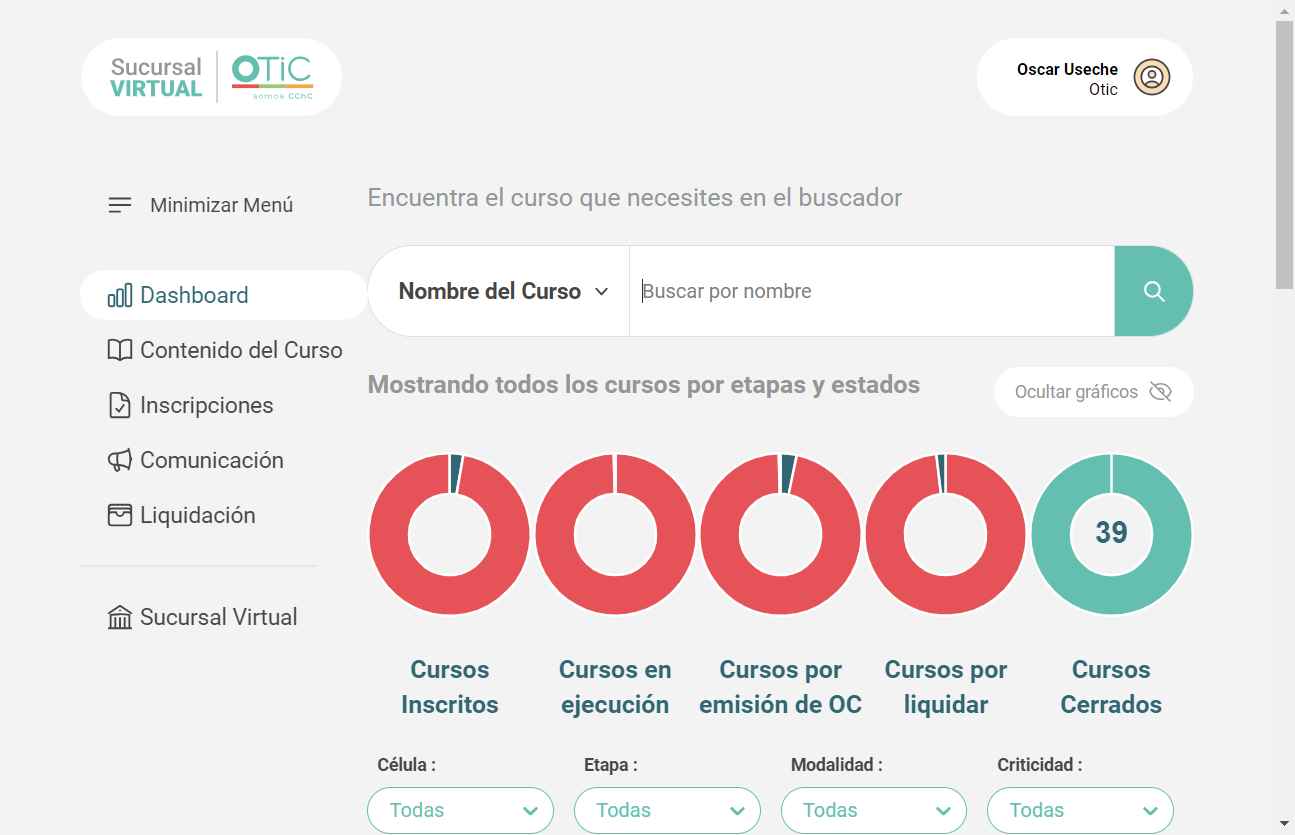 Sucursal
VIRTUAL
OTiC
somos CChC
Oscar Useche
Otic
Minimizar Menú
Encuentra el curso que necesites en el buscador
Dashboard
Nombre del Curso
Buscar por nombre
Contenido del Curso
Mostrando todos los cursos por etapas y estados
Ocultar gráficos
Inscripciones
Comunicación
Liquidación
Sucursal Virtual
39
Cursos
Inscritos
Cursos en
ejecución
Cursos por
emisión de OC
Cursos por
liquidar
Cursos
Cerrados
Célula :
Etapa :
Modalidad :
Criticidad :
Todas
Todas
Todas
Todas